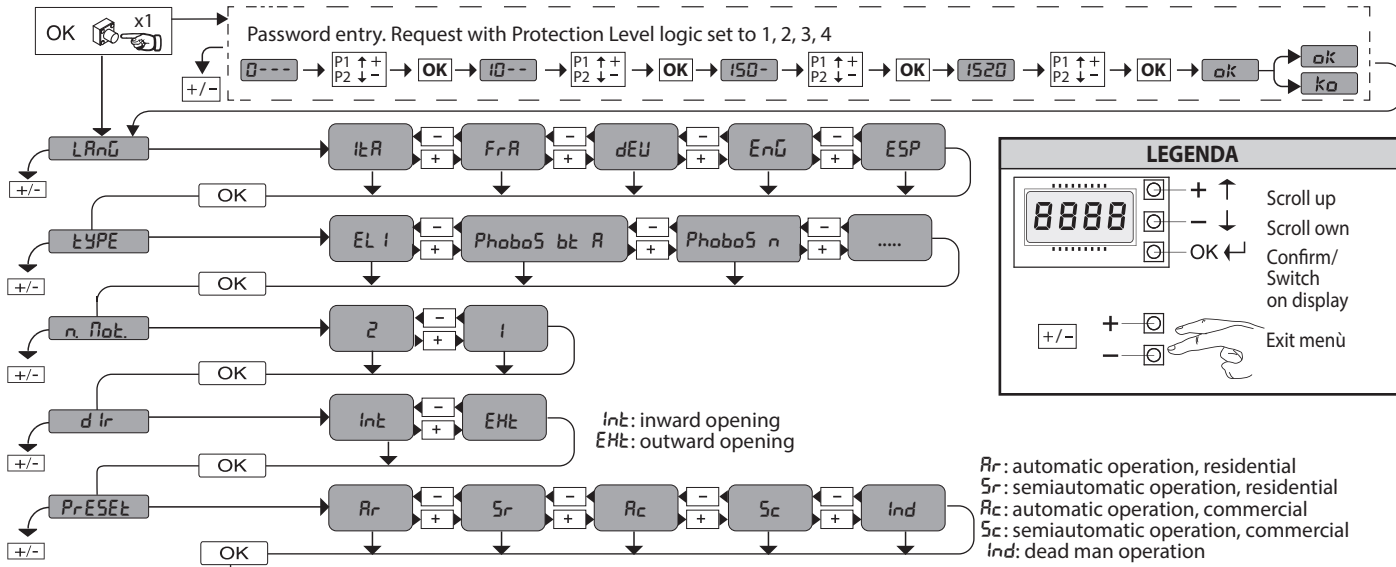 OK x1
Password entry. Request with Protection Level logic set to 1, 2, 3, 4
0--- P1 ↑ + P2 ↓ - OK 10-- P1 ↑ + P2 ↓ - OK 150- P1 ↑ + P2 ↓ - OK 1520 P1 ↑ + P2 ↓ - OK ok ok
ko
+/-
LAnG ItA - + FrA - + dEU - + EnG - + ESP
+/-
OK
tYPE EL I - + PhoboS bt A - + PhoboS n - + .....
+/-
OK
n. Mot. 2 - + 1
+/-
OK
dIr Int - + EXt
+/-
Int: inward opening
EXt: outward opening
OK
PrESEt Ar - + Sr - + Ac - + Sc - + Ind
+/-
OK
Ar: automatic operation, residential
Sr: semiautomatic operation, residential
Ac: automatic operation, commercial
Sc: semiautomatic operation, commercial
Ind: dead man operation
LEGENDA
8888
+ ↑ Scroll up
- ↓ Scroll own
OK Confirm/
Switch
on display
+/- + - Exit menù